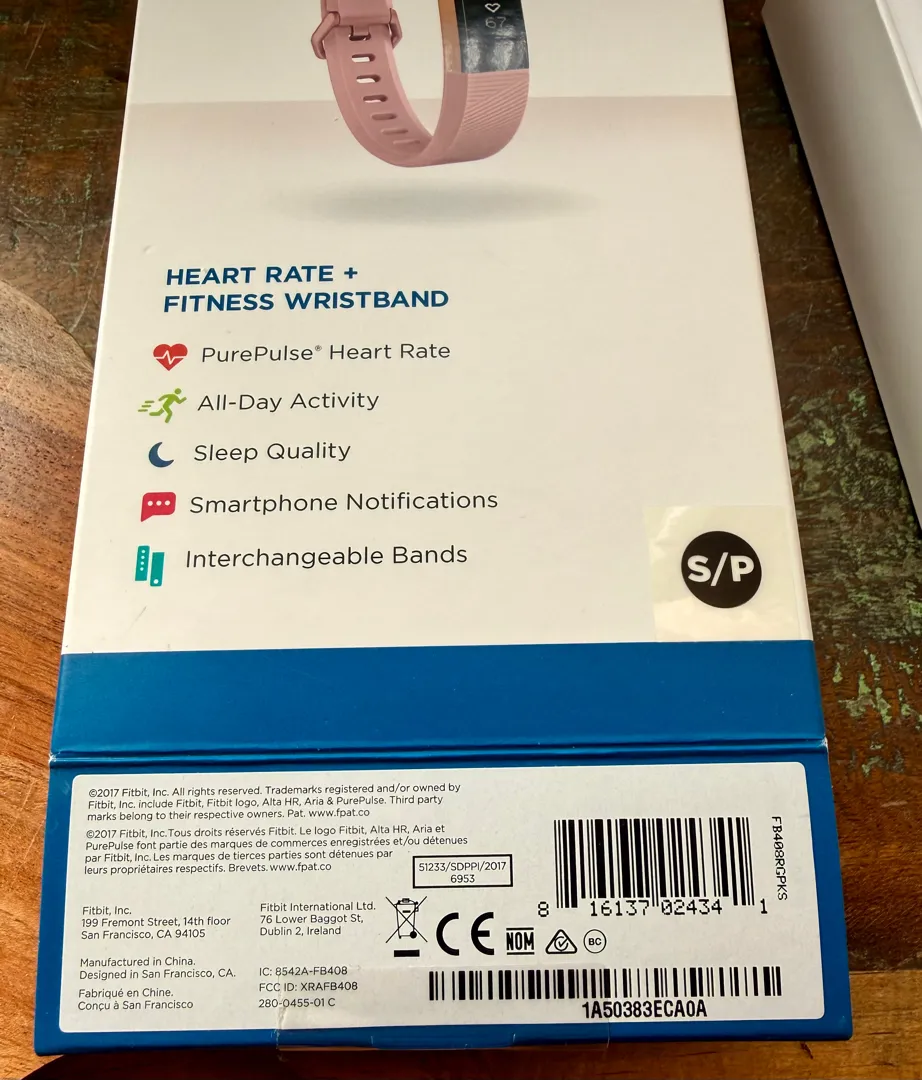 67
HEART RATE +
FITNESS WRISTBAND
PurePulse® Heart Rate
All-Day Activity
Sleep Quality
Smartphone Notifications
Interchangeable Bands
S/P
©2017 Fitbit, Inc. All rights reserved. Trademarks registered and/or owned by
Fitbit, Inc. include Fitbit, Fitbit logo, Alta HR, Aria & PurePulse. Third party
marks belong to their respective owners. Pat. www.fpat.co
©2017 Fitbit, Inc.Tous droits réservés Fitbit. Le logo Fitbit, Alta HR, Aria et
PurePulse font partie des marques de commerces enregistrées et/ou détenues
par Fitbit, Inc. Les marques de tierces parties sont détenues par
leurs propriétaires respectifs. Brevets. www.fpat.co
51233/SDPPI/2017
6953
FB408RGPKS
8 16137 02434 1
Fitbit, Inc.
199 Fremont Street, 14th floor
San Francisco, CA 94105
Fitbit International Ltd.
76 Lower Baggot St,
Dublin 2, Ireland
CE
NOM
BC
Manufactured in China.
Designed in San Francisco, CA.
Fabriqué en Chine.
Conçu à San Francisco
IC: 8542A-FB408
FCC ID: XRAFB408
280-0455-01 C
1A50383ECA0A